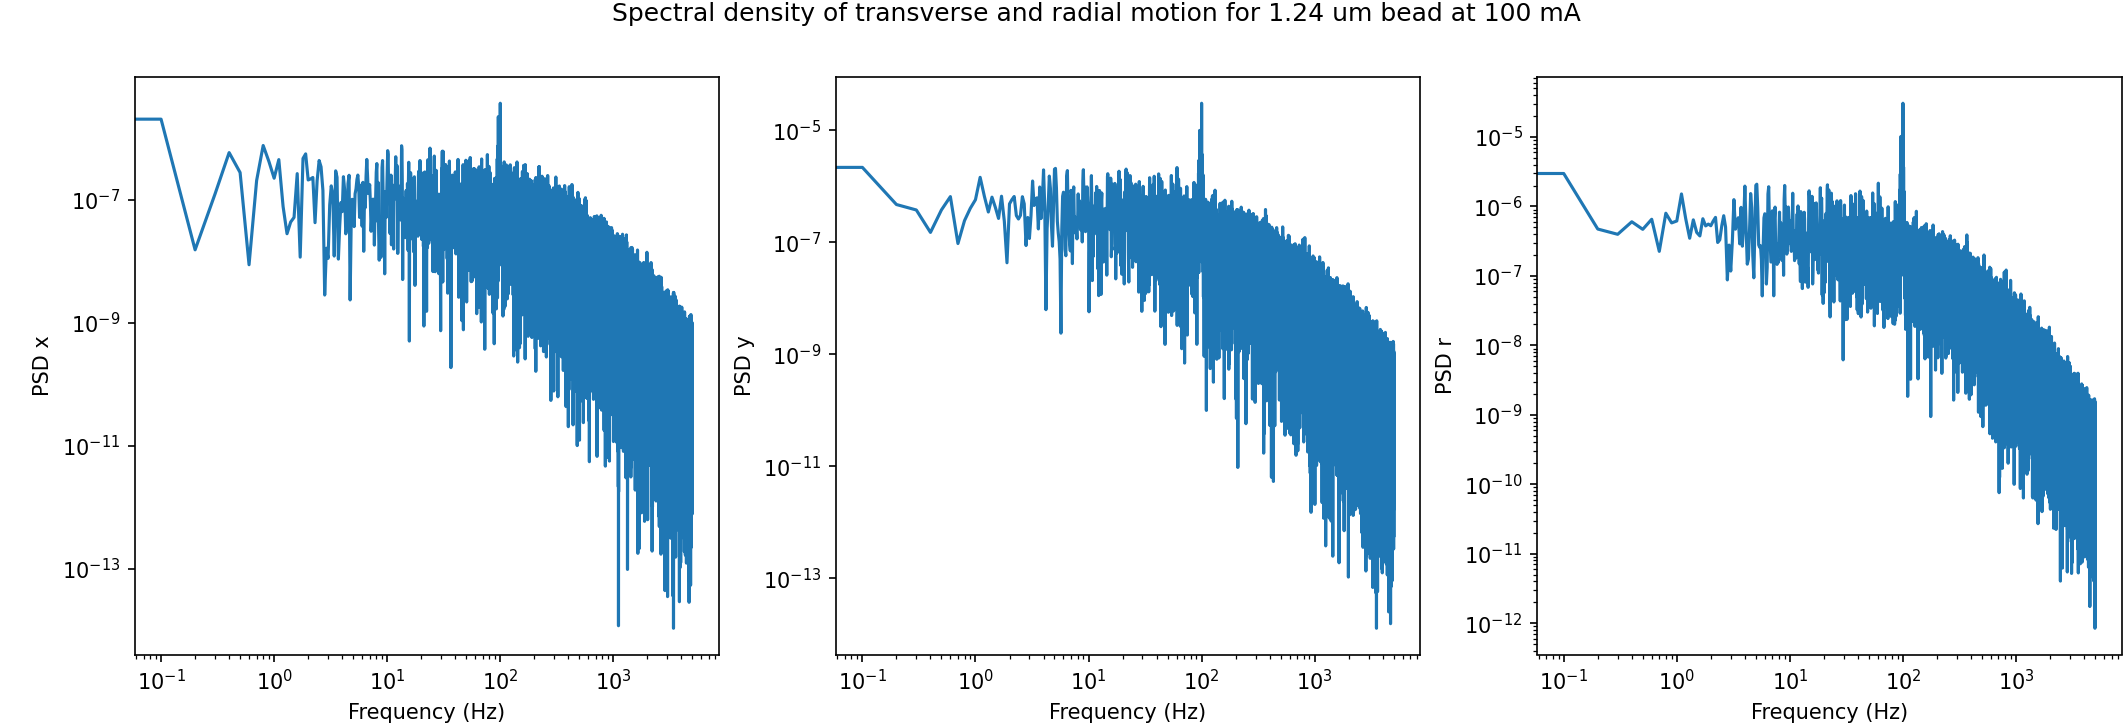 Spectral density of transverse and radial motion for 1.24 um bead at 100 mA
PSD x
10⁻⁷
10⁻⁹
10⁻¹¹
10⁻¹³
10⁻¹ 10⁰ 10¹ 10² 10³
Frequency (Hz)
PSD y
10⁻⁵
10⁻⁷
10⁻⁹
10⁻¹¹
10⁻¹³
10⁻¹ 10⁰ 10¹ 10² 10³
Frequency (Hz)
PSD r
10⁻⁵
10⁻⁶
10⁻⁷
10⁻⁸
10⁻⁹
10⁻¹⁰
10⁻¹¹
10⁻¹²
10⁻¹ 10⁰ 10¹ 10² 10³
Frequency (Hz)